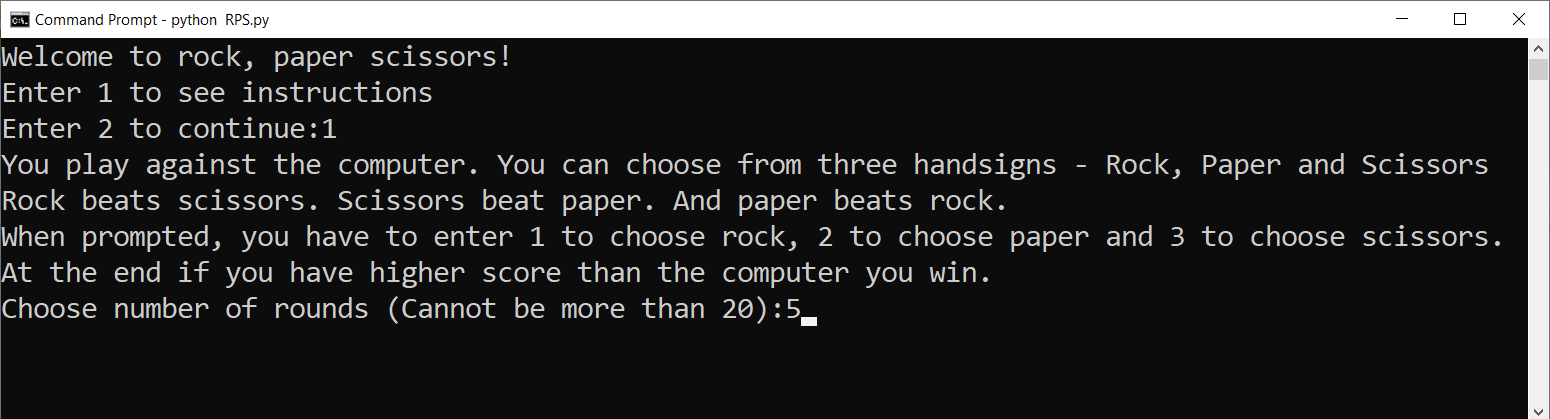 Command Prompt - python  RPS.py
Welcome to rock, paper scissors!
Enter 1 to see instructions
Enter 2 to continue:1
You play against the computer. You can choose from three handsigns - Rock, Paper and Scissors
Rock beats scissors. Scissors beat paper. And paper beats rock.
When prompted, you have to enter 1 to choose rock, 2 to choose paper and 3 to choose scissors.
At the end if you have higher score than the computer you win.
Choose number of rounds (Cannot be more than 20):5